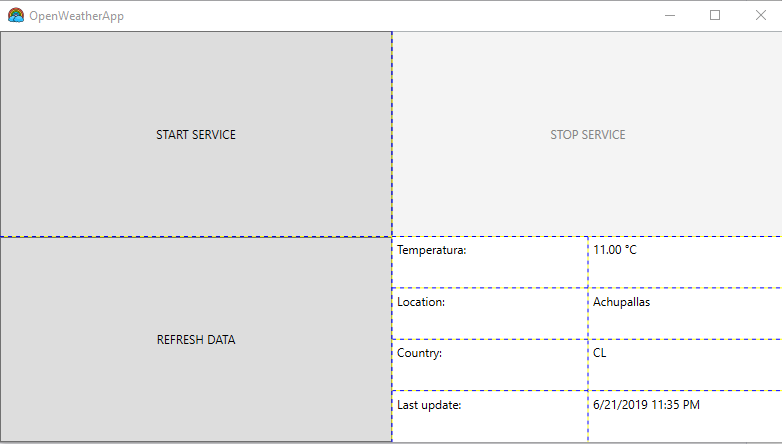 OpenWeatherApp
START SERVICE
STOP SERVICE
REFRESH DATA
Temperatura: 11.00 °C
Location: Achupallas
Country: CL
Last update: 6/21/2019 11:35 PM